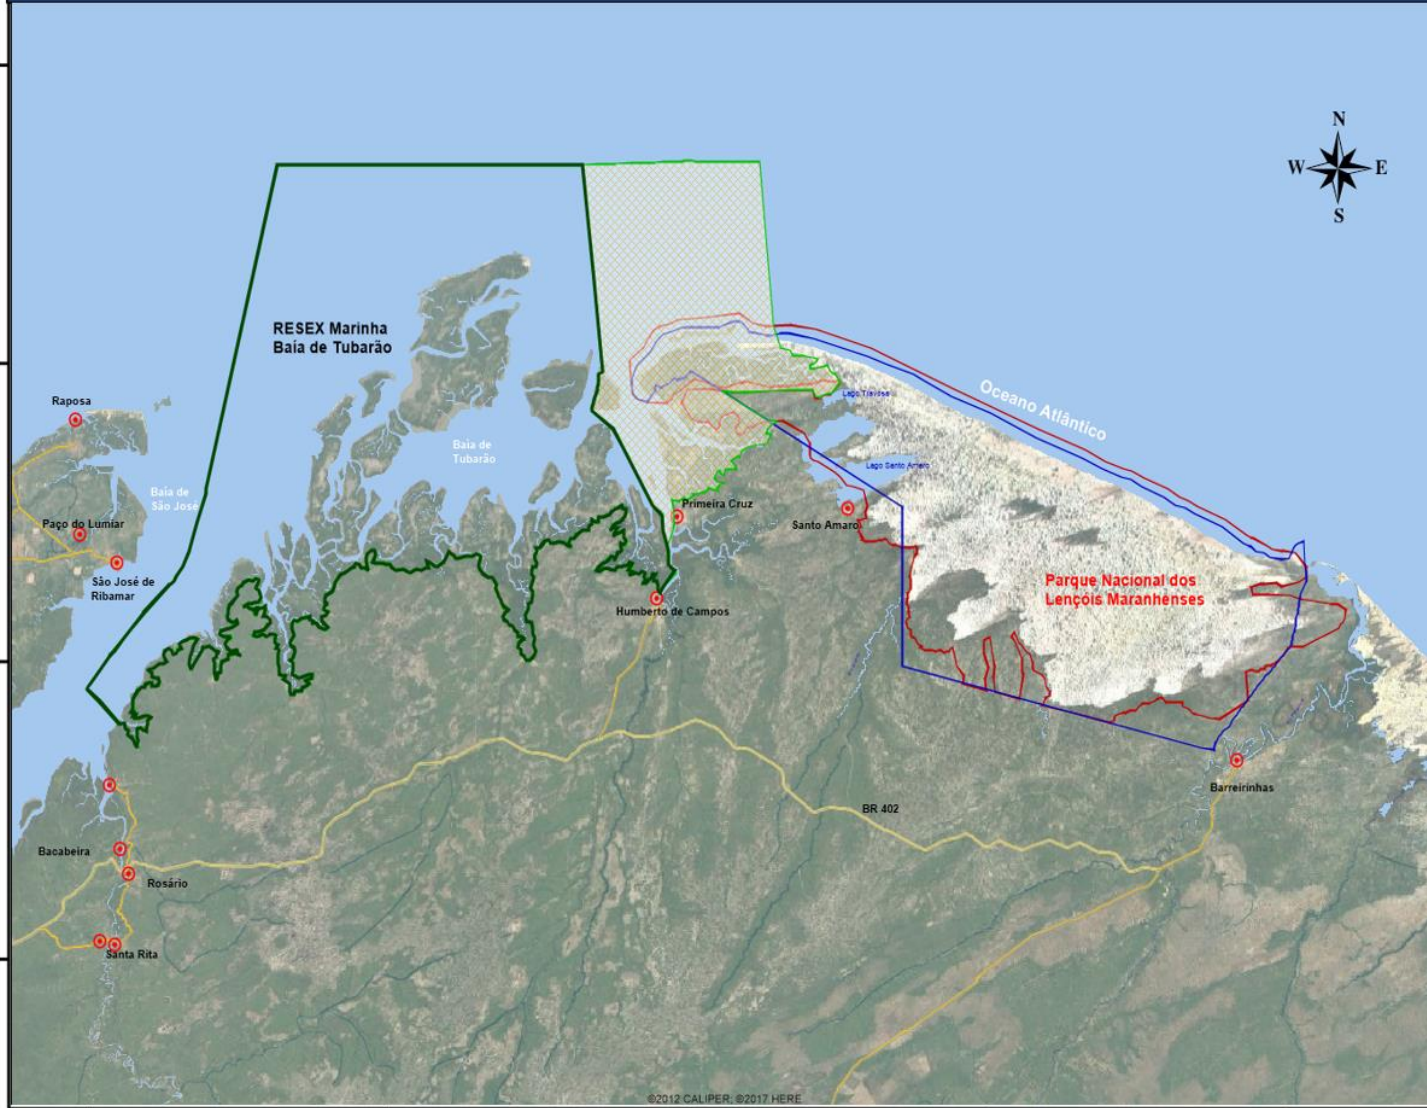 N
W E
S
RESEX Marinha
Baía de Tubarão
Oceano Atlântico
Lago Travosa
Raposa
Baía de
Tubarão
Lago Santo Amaro
Baía de
São José
Primeira Cruz
Paço do Lumiar
Santo Amaro
São José de
Ribamar
Parque Nacional dos
Lençóis Maranhenses
Humberto de Campos
Barreirinhas
BR 402
Bacabeira
Rosário
Santa Rita
©2012 CALIPER; ©2017 HERE